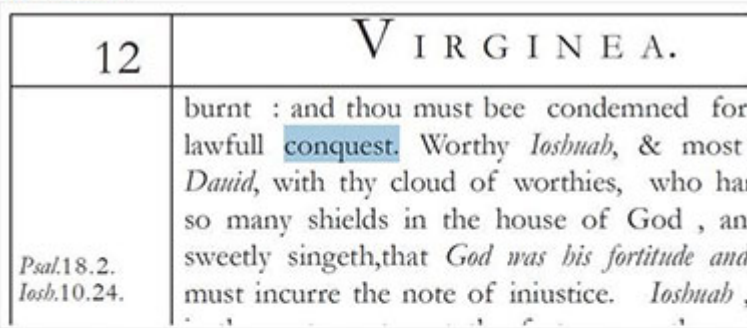 12
VIRGINEA.
burnt : and thou must bee condemned for
lawfull conquest. Worthy Ioshuah, & most
Dauid, with thy cloud of worthies, who
so many shields in the house of God ,
sweetly singeth,that God was his fortitude and
must incurre the note of iniustice. Ioshuah ,
Psal.18.2.
Iosh.10.24.